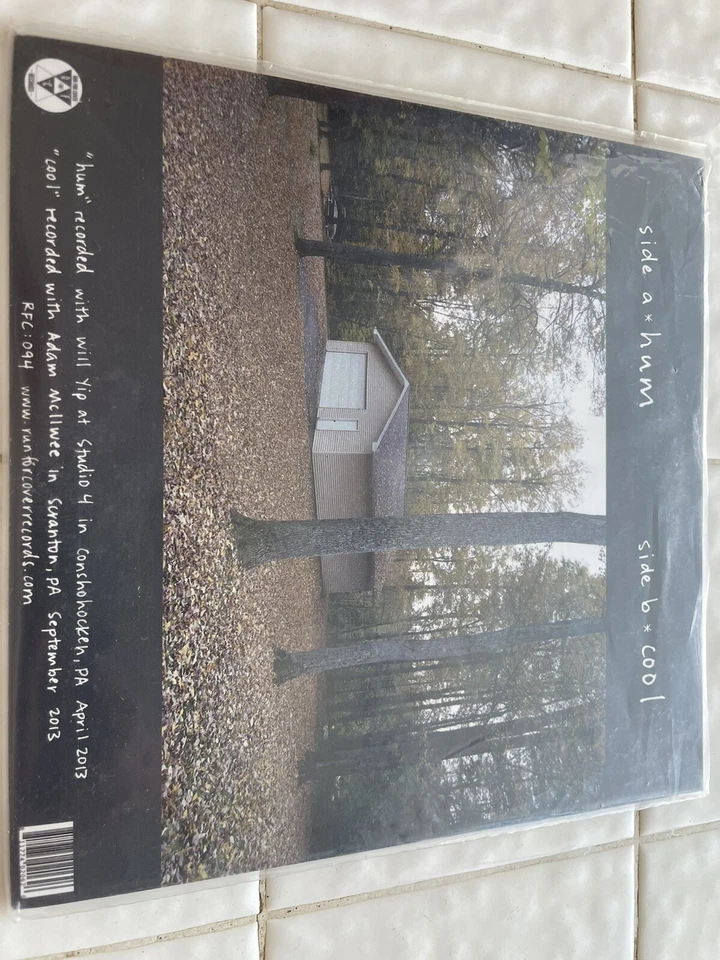 side a * hum side b * cool
"hum" recorded with will Yip at Studio 4 in Conshohocken, PA April 2013
"cool" recorded with Adam McIlwee in Scranton, PA September 2013
RFC:094 www.runforcoverrecords.com